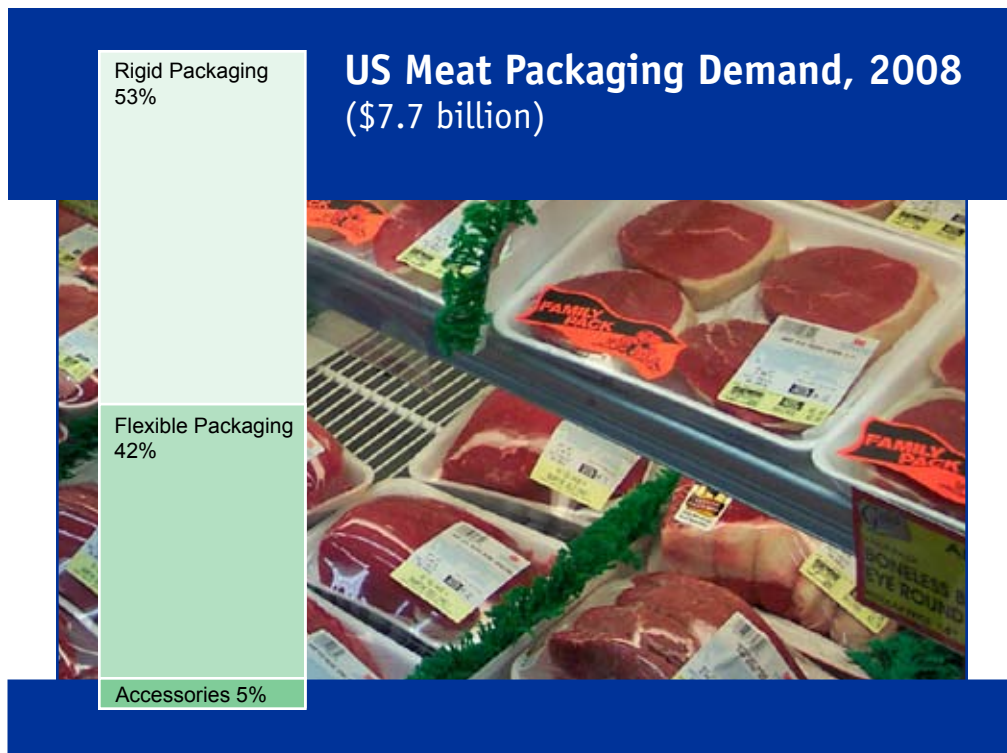 US Meat Packaging Demand, 2008
($7.7 billion)
Rigid Packaging
53%
Flexible Packaging
42%
Accessories 5%
FAMILY
PACK
FAMILY
PACK
BONELESS
EYE ROUND